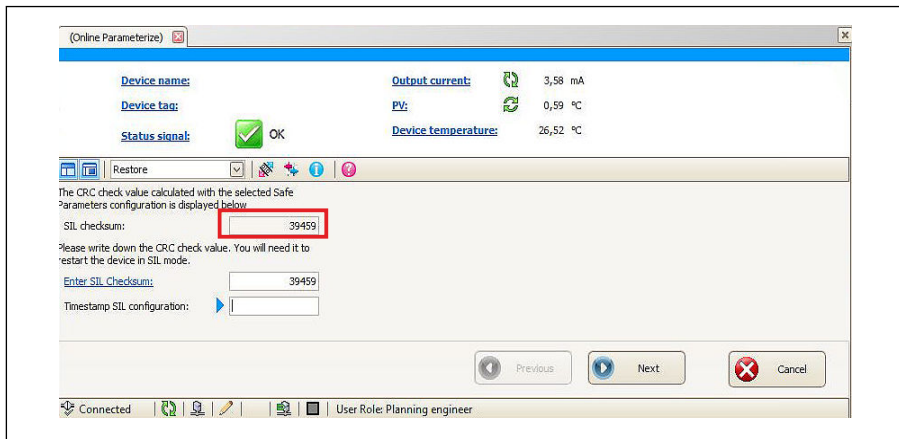 (Online Parameterize)
Device name:
Output current: 3,58 mA
Device tag:
PV: 0,59 °C
Status signal: OK
Device temperature: 26,52 °C
Restore
The CRC check value calculated with the selected Safe
Parameters configuration is displayed below
SIL checksum: 39459
Please write down the CRC check value. You will need it to
restart the device in SIL mode.
Enter SIL Checksum: 39459
Timestamp SIL configuration:
Previous Next Cancel
Connected User Role: Planning engineer